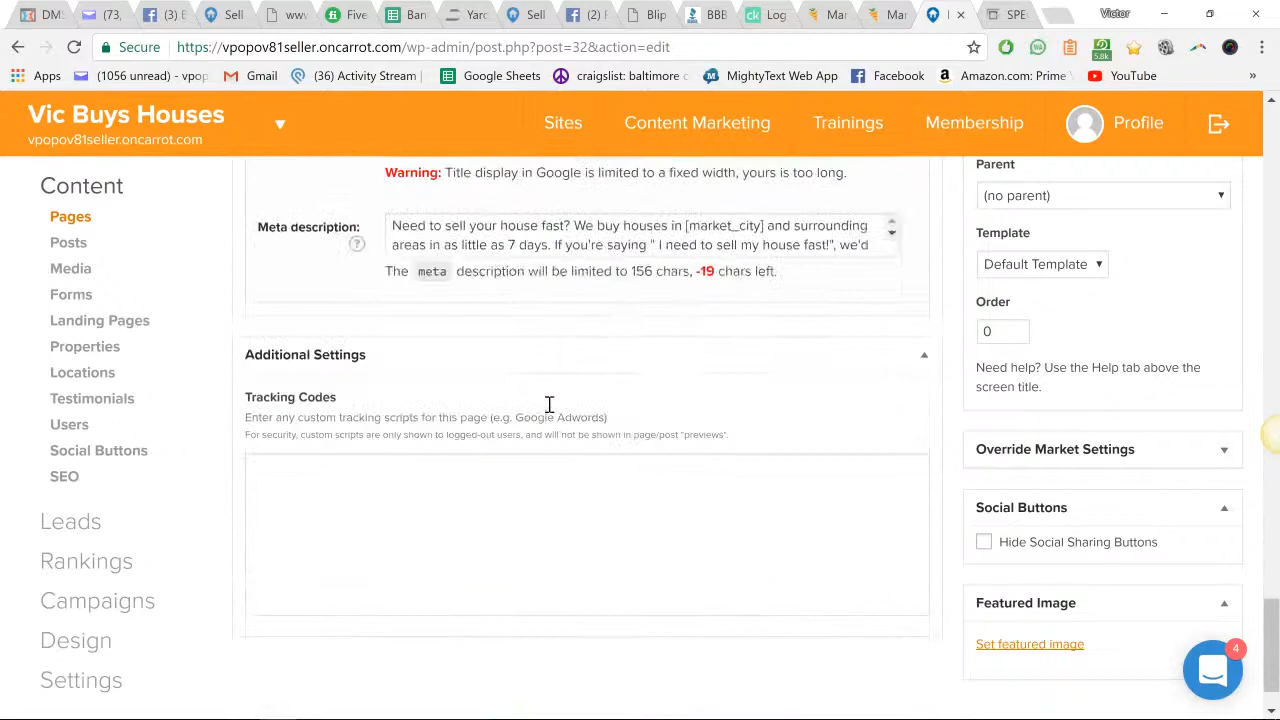 DM
(3) B
Sell
www
Five
Ban
Yarc
Sell
(2) F
Blip
BBB
Logi
Mar
Mar
SPE
Victor
Secure
https://vpopov81seller.oncarrot.com/wp-admin/post.php?post=32&action=edit
5.8k
Apps
(1056 unread) - vpop
Gmail
(36) Activity Stream |
Google Sheets
craigslist: baltimore c
MightyText Web App
Facebook
Amazon.com: Prime
YouTube
»
Vic Buys Houses
vpopov81seller.oncarrot.com
Sites
Content Marketing
Trainings
Membership
Profile
Content
Pages
Posts
Media
Forms
Landing Pages
Properties
Locations
Testimonials
Users
Social Buttons
SEO
Leads
Rankings
Campaigns
Design
Settings
Warning: Title display in Google is limited to a fixed width, yours is too long.
Meta description:
?
Need to sell your house fast? We buy houses in [market_city] and surrounding
areas in as little as 7 days. If you're saying " I need to sell my house fast!", we'd
The meta description will be limited to 156 chars, -19 chars left.
Additional Settings
Tracking Codes
Enter any custom tracking scripts for this page (e.g. Google Adwords)
For security, custom scripts are only shown to logged-out users, and will not be shown in page/post "previews".
Parent
(no parent)
Template
Default Template
Order
0
Need help? Use the Help tab above the
screen title.
Override Market Settings
Social Buttons
Hide Social Sharing Buttons
Featured Image
Set featured image
4